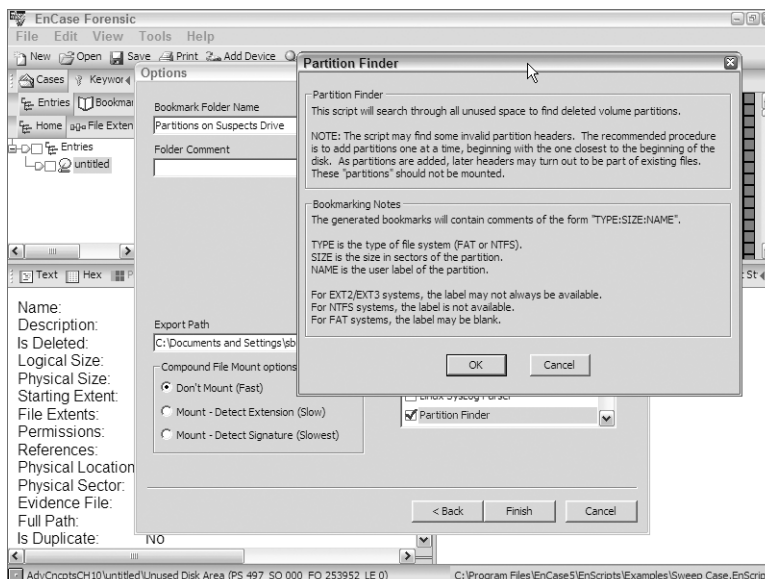 EnCase Forensic
File Edit View Tools Help
New Open Save Print Add Device
Cases
Entries
Home
Entries
untitled
Text Hex
Name:
Description:
Is Deleted:
Logical Size:
Physical Size:
Starting Extent:
File Extents:
Permissions:
References:
Physical Location
Physical Sector:
Evidence File:
Full Path:
Is Duplicate: No
Options
Bookmark Folder Name
Partitions on Suspects Drive
Folder Comment
Export Path
C:\Documents and Settings\sb
Compound File Mount options
Don't Mount (Fast)
Mount - Detect Extension (Slow)
Mount - Detect Signature (Slowest)
Partition Finder
< Back Finish Cancel
Partition Finder
Partition Finder
This script will search through all unused space to find deleted volume partitions.
NOTE: The script may find some invalid partition headers. The recommended procedure
is to add partitions one at a time, beginning with the one closest to the beginning of the
disk. As partitions are added, later headers may turn out to be part of existing files.
These "partitions" should not be mounted.
Bookmarking Notes
The generated bookmarks will contain comments of the form "TYPE:SIZE:NAME".
TYPE is the type of file system (FAT or NTFS).
SIZE is the size in sectors of the partition.
NAME is the user label of the partition.
For EXT2/EXT3 systems, the label may not always be available.
For NTFS systems, the label is not available.
For FAT systems, the label may be blank.
OK Cancel
AdvCncptsCH10\untitled\Unused Disk Area (PS 497 SO 000 FO 253952 LE 0)
C:\Program Files\EnCase5\EnScripts\Examples\Sweep Case.EnScrip